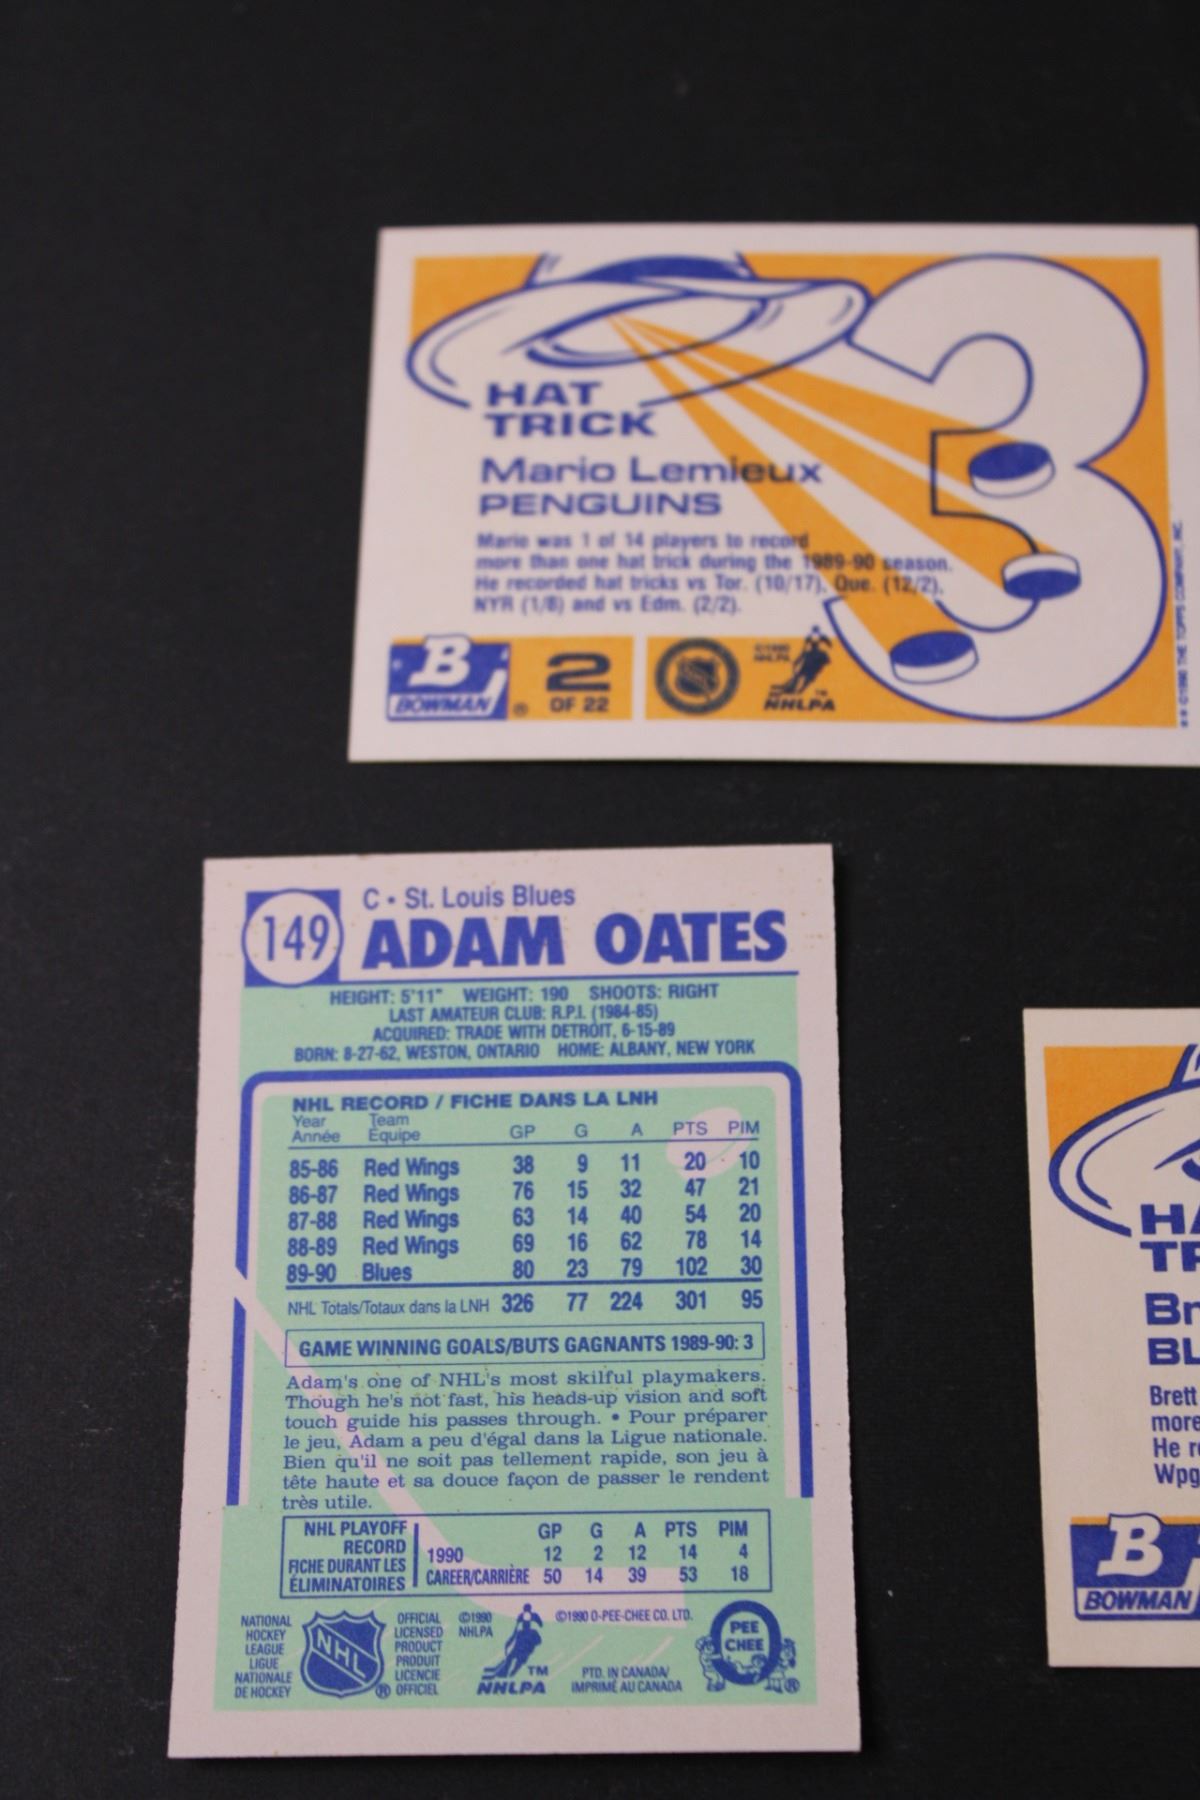 HAT
TRICK
Mario Lemieux
PENGUINS
Mario was 1 of 14 players to record
more than one hat trick during the 1989-90 season.
He recorded hat tricks vs Tor. (10/17), Que. (12/2),
NYR (1/8) and vs Edm. (2/2).
B
BOWMAN ®
2
OF 22
©1990
NHLPA
NHLPA
TM
** ©1990 THE TOPPS COMPANY, INC.
149
C • St. Louis Blues
ADAM OATES
HEIGHT: 5'11" WEIGHT: 190 SHOOTS: RIGHT
LAST AMATEUR CLUB: R.P.I. (1984-85)
ACQUIRED: TRADE WITH DETROIT, 6-15-89
BORN: 8-27-62, WESTON, ONTARIO HOME: ALBANY, NEW YORK
NHL RECORD / FICHE DANS LA LNH
Year Team
Année Équipe GP G A PTS PIM
85-86 Red Wings 38 9 11 20 10
86-87 Red Wings 76 15 32 47 21
87-88 Red Wings 63 14 40 54 20
88-89 Red Wings 69 16 62 78 14
89-90 Blues 80 23 79 102 30
NHL Totals/Totaux dans la LNH 326 77 224 301 95
GAME WINNING GOALS/BUTS GAGNANTS 1989-90: 3
Adam's one of NHL's most skilful playmakers.
Though he's not fast, his heads-up vision and soft
touch guide his passes through. • Pour préparer
le jeu, Adam a peu d'égal dans la Ligue nationale.
Bien qu'il ne soit pas tellement rapide, son jeu à
tête haute et sa douce façon de passer le rendent
très utile.
NHL PLAYOFF
RECORD
FICHE DURANT LES
ÉLIMINATOIRES
GP G A PTS PIM
1990 12 2 12 14 4
CAREER/CARRIÈRE 50 14 39 53 18
NATIONAL
HOCKEY
LEAGUE
LIGUE
NATIONALE
DE HOCKEY
NHL
®
OFFICIAL
LICENSED
PRODUCT
PRODUIT
LICENCIE
OFFICIEL
©1990
NHLPA
TM
NHLPA
©1990 O-PEE-CHEE CO. LTD.
PTD. IN CANADA/
IMPRIMÉ AU CANADA
O
PEE
CHEE
®
HA
TR
Br
BL
Brett
more
He r
Wpg
B
BOWMAN